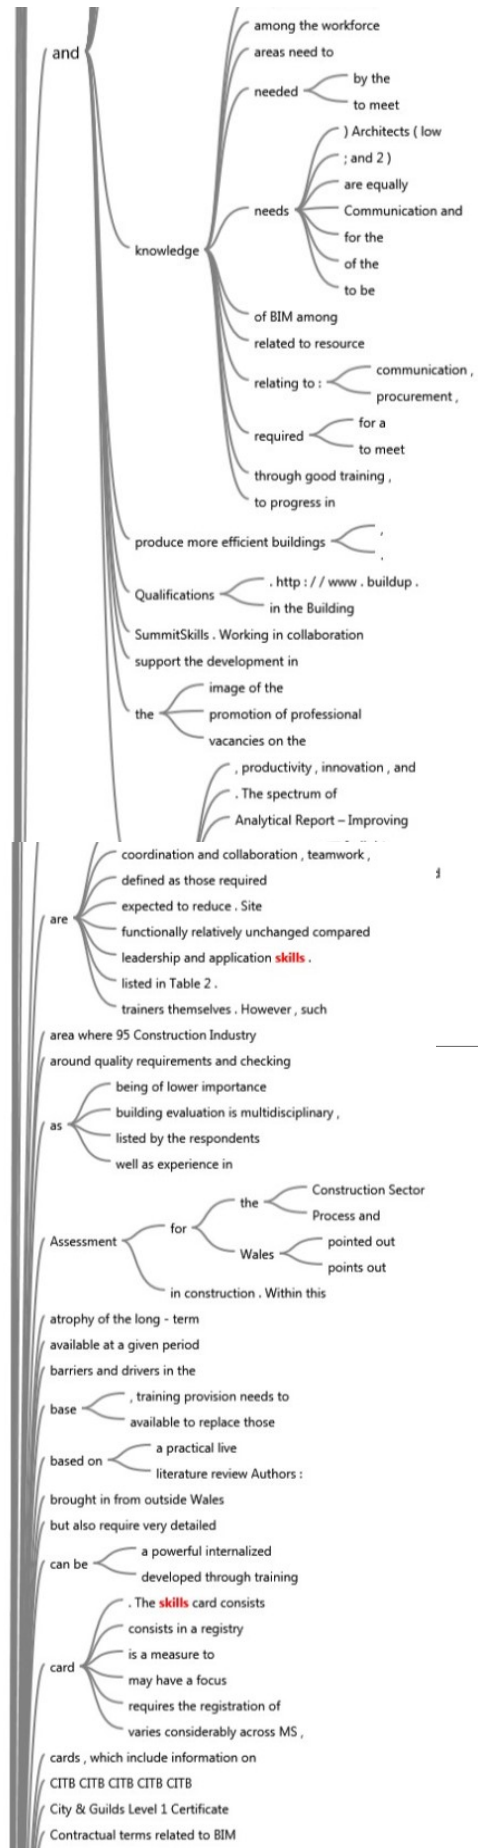 among the workforce
and
areas need to
by the
needed
to meet
) Architects ( low
; and 2 )
are equally
needs
Communication and
for the
knowledge
of the
to be
of BIM among
related to resource
communication ,
relating to :
procurement ,
for a
required
to meet
through good training ,
to progress in
produce more efficient buildings
,
.
. http : / / www . buildup .
Qualifications
in the Building
SummitSkills . Working in collaboration
support the development in
image of the
the
promotion of professional
vacancies on the
, productivity , innovation , and
. The spectrum of
Analytical Report – Improving
coordination and collaboration , teamwork ,
defined as those required
expected to reduce . Site
are
functionally relatively unchanged compared
leadership and application skills .
listed in Table 2 .
trainers themselves . However , such
area where 95 Construction Industry
around quality requirements and checking
being of lower importance
building evaluation is multidisciplinary ,
as
listed by the respondents
well as experience in
Construction Sector
the
Process and
for
Assessment
pointed out
Wales
points out
in construction . Within this
atrophy of the long - term
available at a given period
barriers and drivers in the
, training provision needs to
base
available to replace those
a practical live
based on
literature review Authors :
brought in from outside Wales
but also require very detailed
a powerful internalized
can be
developed through training
. The skills card consists
consists in a registry
is a measure to
card
may have a focus
requires the registration of
varies considerably across MS ,
cards , which include information on
CITB CITB CITB CITB CITB
City & Guilds Level 1 Certificate
Contractual terms related to BIM